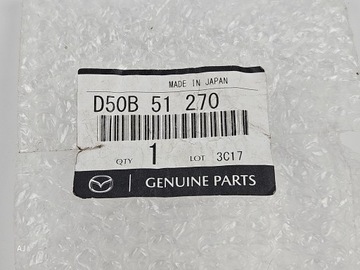 MADE IN JAPAN
D50B 51 270
QTY 1 LOT 3C17
GENUINE PARTS